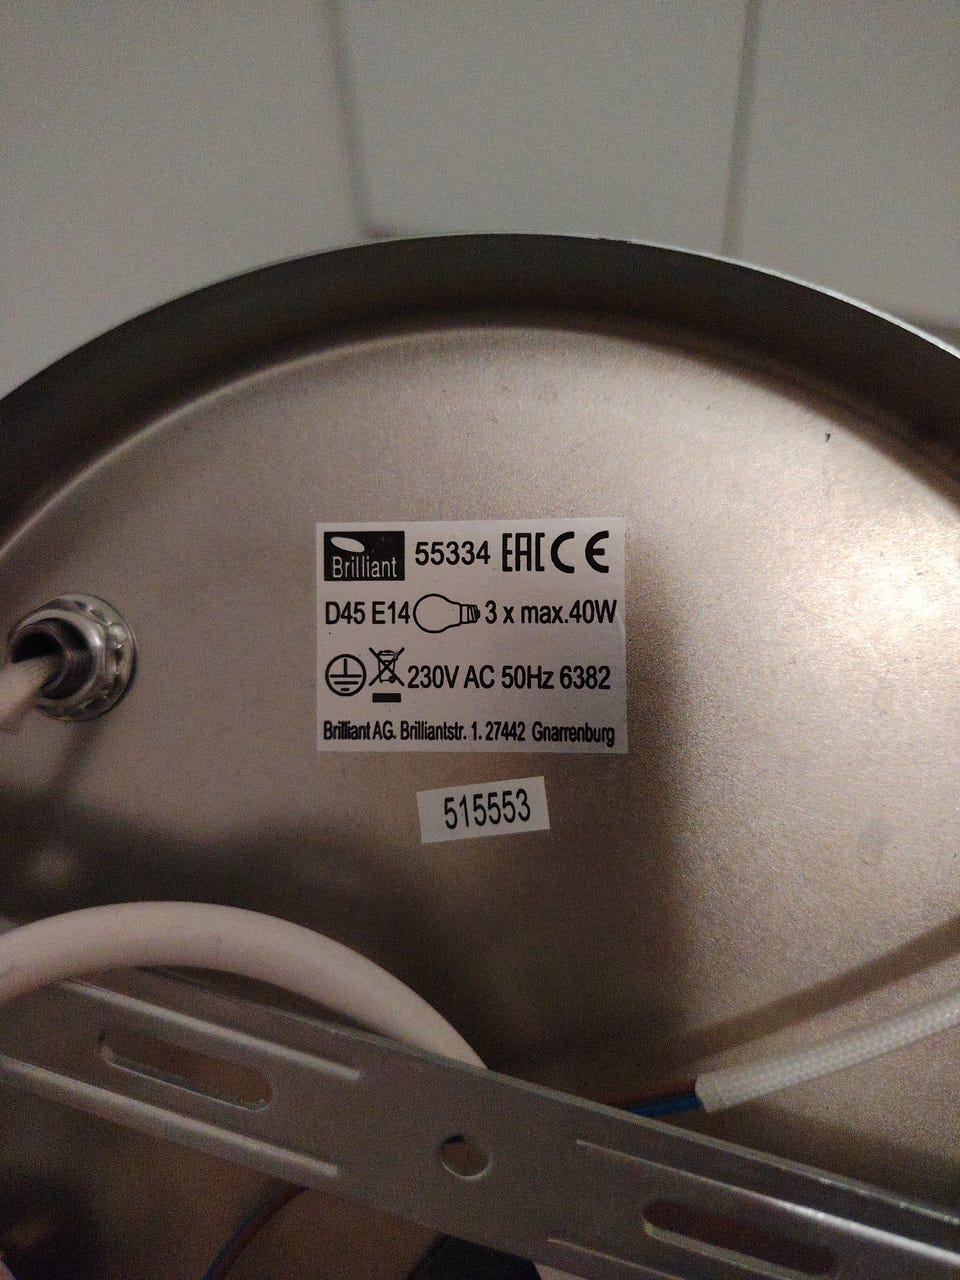 Brilliant 55334 EAC CE
D45 E14 3 x max.40W
230V AC 50Hz 6382
Brilliant AG. Brilliantstr. 1. 27442 Gnarrenburg
515553